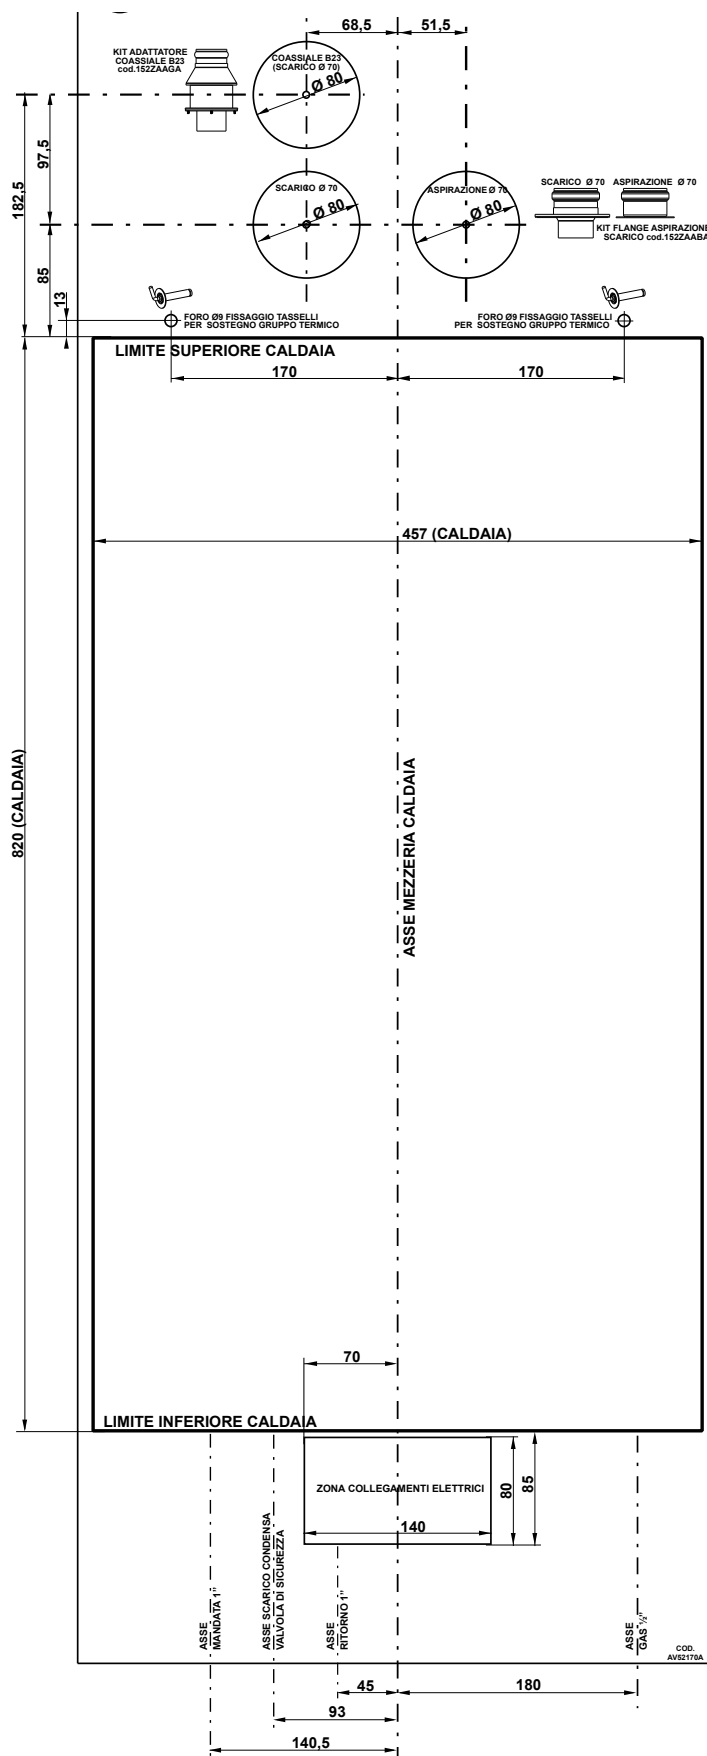 68,5
51,5
KIT ADATTATORE
COASSIALE B23
cod.152ZAAGA
COASSIALE B23
(SCARICO Ø 70)
Ø 80
97,5
182,5
SCARICO Ø 70
Ø 80
ASPIRAZIONE Ø 70
Ø 80
SCARICO Ø 70
ASPIRAZIONE Ø 70
KIT FLANGE ASPIRAZIONE
SCARICO cod.152ZAABA
85
13
FORO Ø9 FISSAGGIO TASSELLI
PER SOSTEGNO GRUPPO TERMICO
FORO Ø9 FISSAGGIO TASSELLI
PER SOSTEGNO GRUPPO TERMICO
LIMITE SUPERIORE CALDAIA
170
170
457 (CALDAIA)
820 (CALDAIA)
ASSE MEZZERIA CALDAIA
70
LIMITE INFERIORE CALDAIA
ZONA COLLEGAMENTI ELETTRICI
80
85
140
ASSE
MANDATA 1"
ASSE SCARICO CONDENSA
VALVOLA DI SICUREZZA
ASSE
RITORNO 1"
ASSE
GAS ½"
COD.
AV52170A
45
180
93
140,5